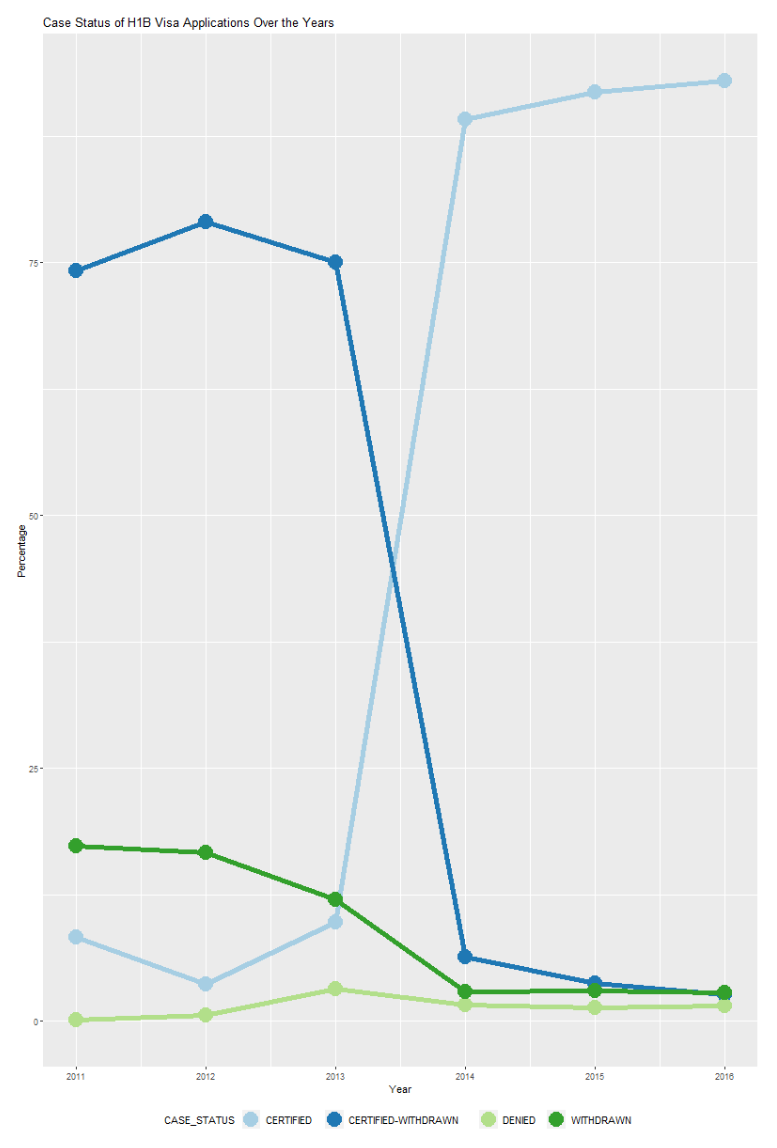 Case Status of H1B Visa Applications Over the Years
75
50
Percentage
25
0
2011 2012 2013 2014 2015 2016
Year
CASE_STATUS CERTIFIED CERTIFIED-WITHDRAWN DENIED WITHDRAWN